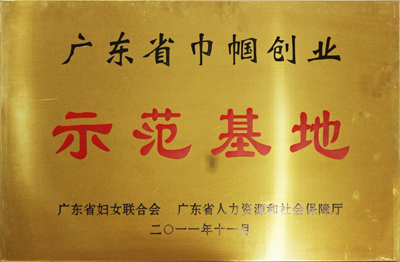 广东省巾帼创业
示范基地
广东省妇女联合会 广东省人力资源和社会保障厅
二〇一一年十一月